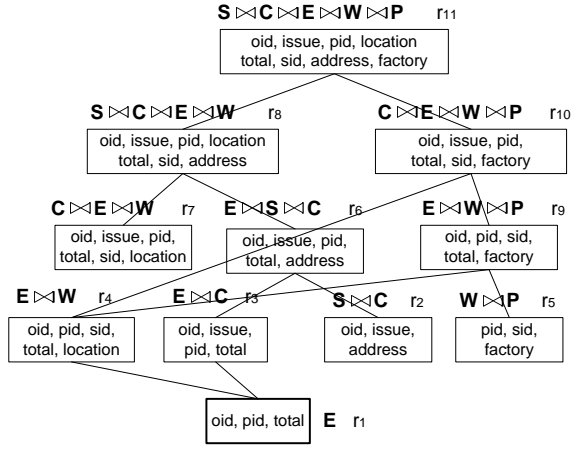 S ⋈ C ⋈ E ⋈ W ⋈ P r11
oid, issue, pid, location
total, sid, address, factory
S ⋈ C ⋈ E ⋈ W r8
C ⋈ E ⋈ W ⋈ P r10
oid, issue, pid, location
total, sid, address
oid, issue, pid,
total, sid, factory
C ⋈ E ⋈ W r7
E ⋈ S ⋈ C r6
E ⋈ W ⋈ P r9
oid, issue, pid,
total, sid, location
oid, issue, pid,
total, address
oid, pid, sid,
total, factory
E ⋈ W r4
E ⋈ C r3
S ⋈ C r2
W ⋈ P r5
oid, pid, sid,
total, location
oid, issue,
pid, total
oid, issue,
address
pid, sid,
factory
oid, pid, total
E r1